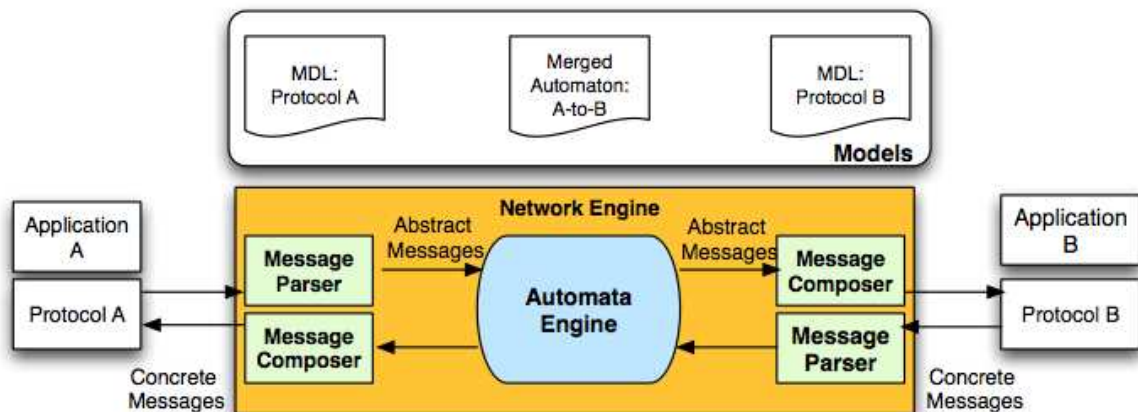 MDL:
Protocol A
Merged
Automaton:
A-to-B
MDL:
Protocol B
Models
Network Engine
Application
A
Protocol A
Concrete
Messages
Message
Parser
Message
Composer
Abstract
Messages
Automata
Engine
Abstract
Messages
Message
Composer
Message
Parser
Application
B
Protocol B
Concrete
Messages